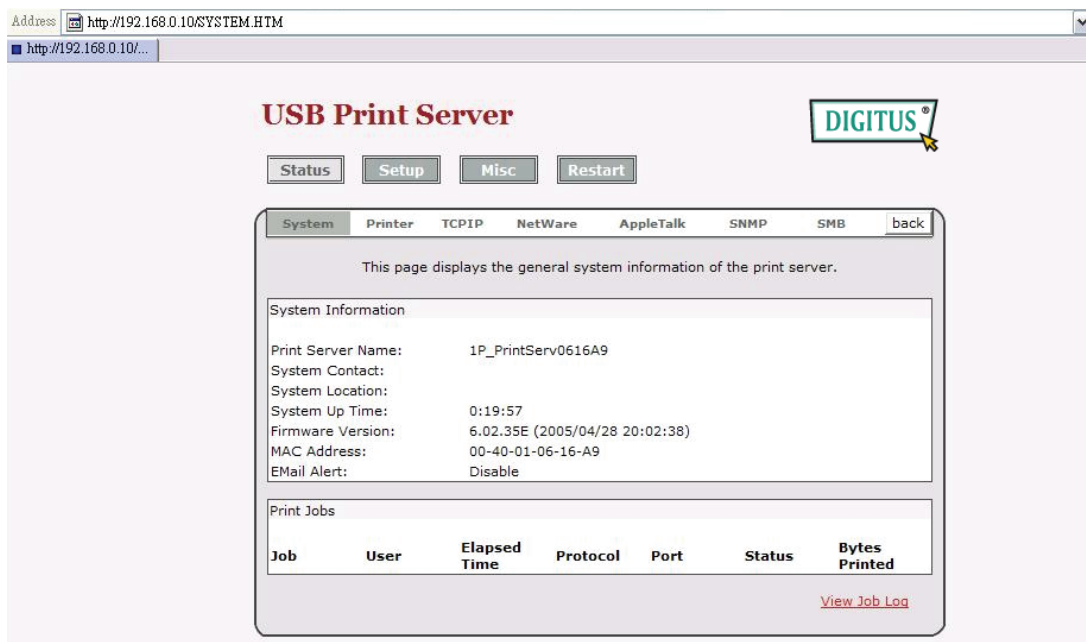 Address http://192.168.0.10/SYSTEM.HTM
http://192.168.0.10/...
USB Print Server
DIGITUS®
Status Setup Misc Restart
System Printer TCPIP NetWare AppleTalk SNMP SMB back
This page displays the general system information of the print server.
System Information
Print Server Name: 1P_PrintServ0616A9
System Contact:
System Location:
System Up Time: 0:19:57
Firmware Version: 6.02.35E (2005/04/28 20:02:38)
MAC Address: 00-40-01-06-16-A9
EMail Alert: Disable
Print Jobs
Job User Elapsed Time Protocol Port Status Bytes Printed
View Job Log